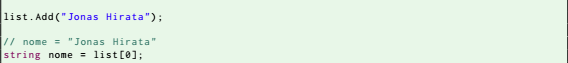 list.Add("Jonas Hirata");
// nome = "Jonas Hirata"
string nome = list[0];